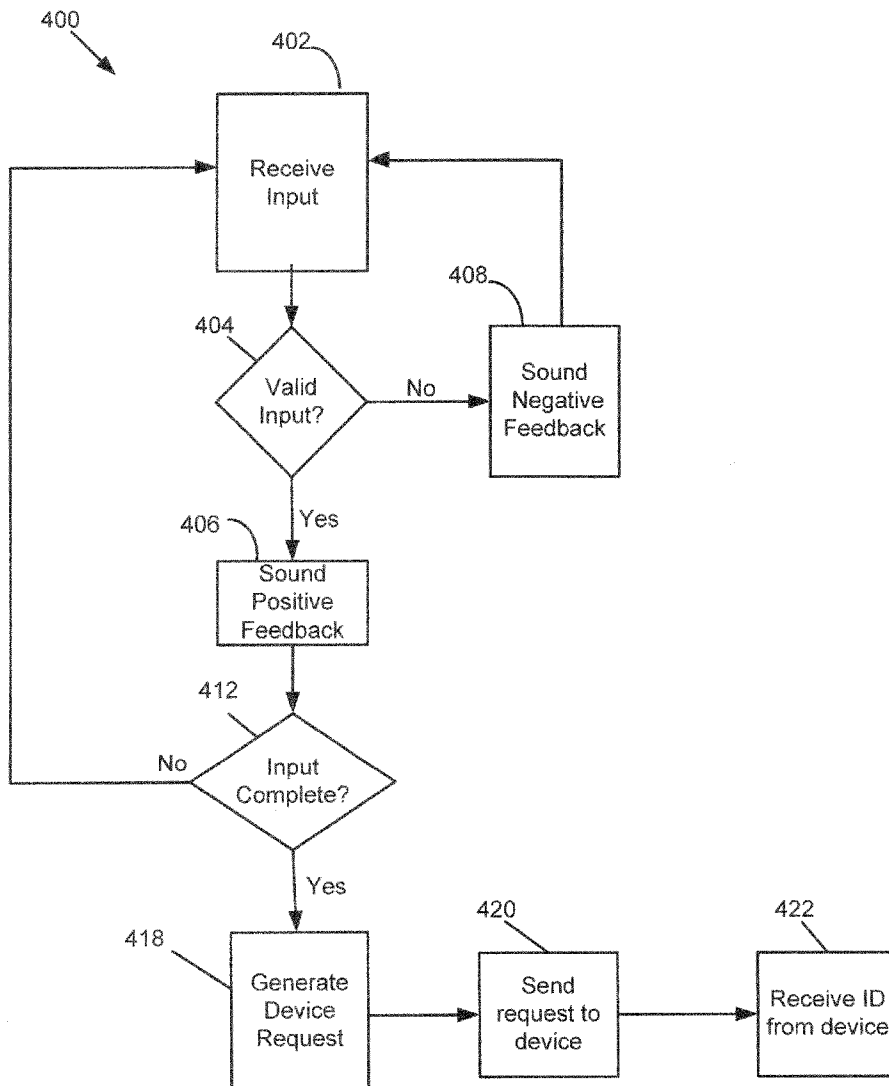 400
402
Receive
Input
408
404
Valid
Input?
No
Sound
Negative
Feedback
Yes
406
Sound
Positive
Feedback
412
No
Input
Complete?
Yes
418
Generate
Device
Request
420
Send
request to
device
422
Receive ID
from device